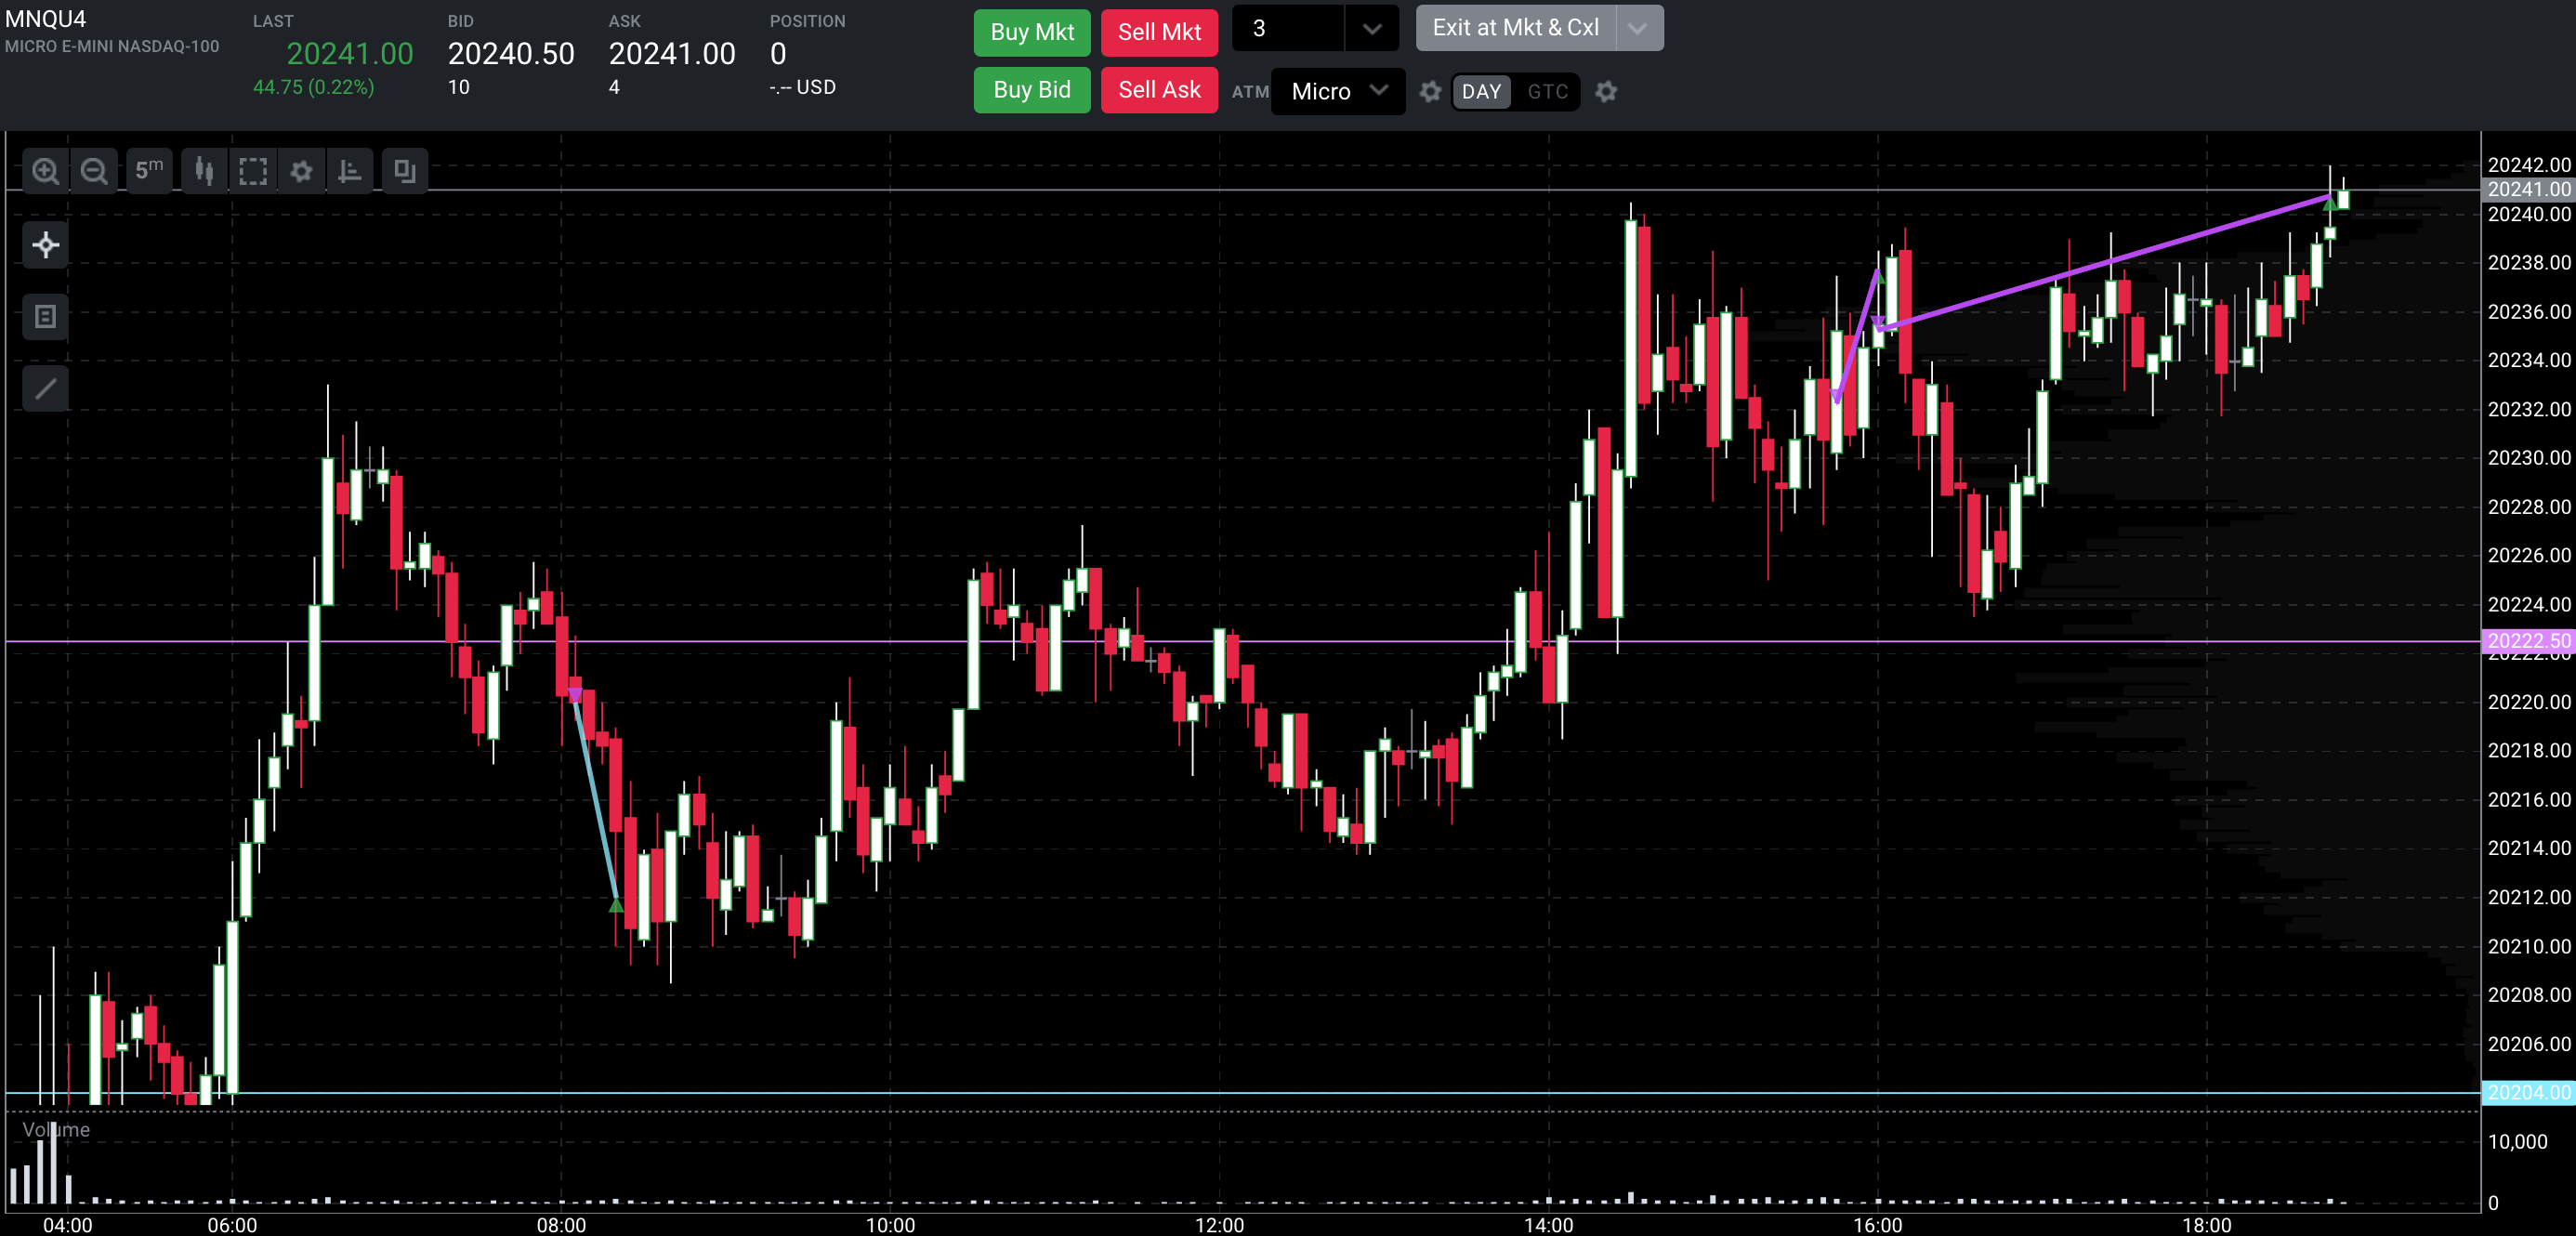 MNQU4
MICRO E-MINI NASDAQ-100
LAST
20241.00
44.75 (0.22%)
BID
20240.50
10
ASK
20241.00
4
POSITION
0
-.-- USD
Buy Mkt
Sell Mkt
3
Exit at Mkt & Cxl
Buy Bid
Sell Ask
ATM
Micro
DAY
GTC
5m
20242.00
20241.00
20240.00
20238.00
20236.00
20234.00
20232.00
20230.00
20228.00
20226.00
20224.00
20222.50
20222.00
20220.00
20218.00
20216.00
20214.00
20212.00
20210.00
20208.00
20206.00
20204.00
Volume
10,000
0
04:00 06:00 08:00 10:00 12:00 14:00 16:00 18:00